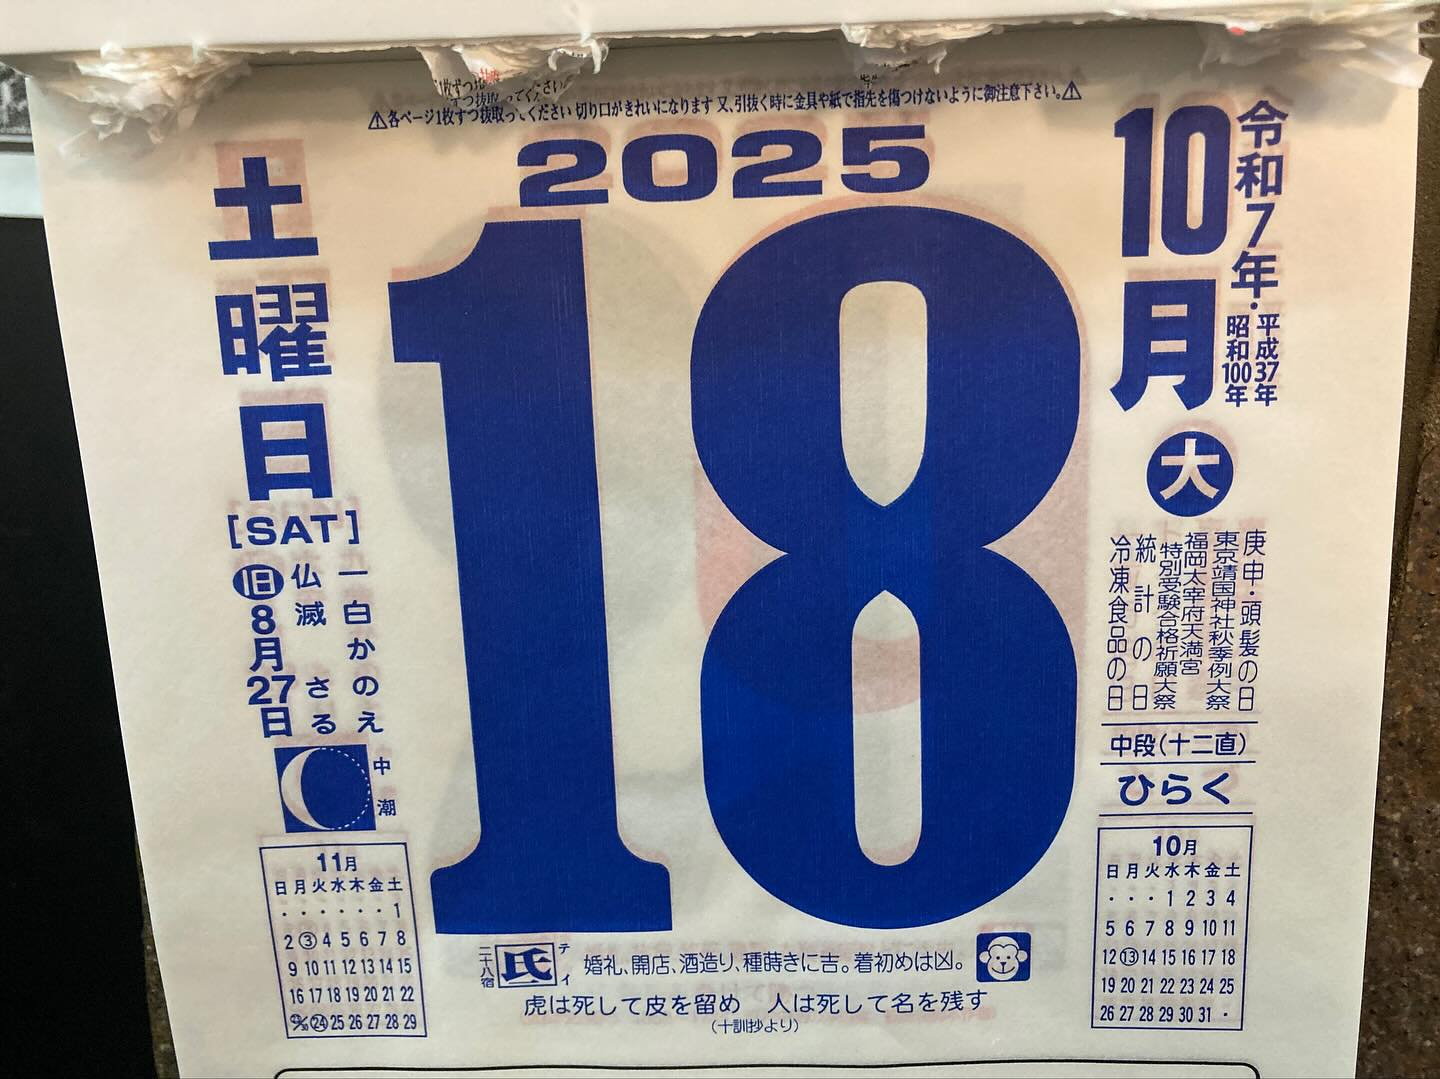 1枚ずつ抜取ってください
⚠各ページ1枚ずつ抜取ってください 切り口がきれいになります 又、引抜く時に金具や紙で指先を傷つけないように御注意下さい。⚠
2025
10月
令和7年・平成37年
昭和100年
大
土曜日
[SAT]
18
一白かのえ
仏滅 さる
旧8月27日
中潮
庚申・頭髪の日
東京靖国神社秋季例大祭
福岡太宰府天満宮
特別受験合格祈願大祭
統計の日
冷凍食品の日
中段(十二直)
ひらく
11月
日月火水木金土
・・・・・・1
2 ③ 4 5 6 7 8
9 10 11 12 13 14 15
16 17 18 19 20 21 22
23/30 ㉔ 25 26 27 28 29
10月
日月火水木金土
・・・1 2 3 4
5 6 7 8 9 10 11
12 ⑬ 14 15 16 17 18
19 20 21 22 23 24 25
26 27 28 29 30 31 ・
二十八宿
氐
テイ
婚礼、開店、酒造り、種蒔きに吉。着初めは凶。
虎は死して皮を留め 人は死して名を残す
(十訓抄より)